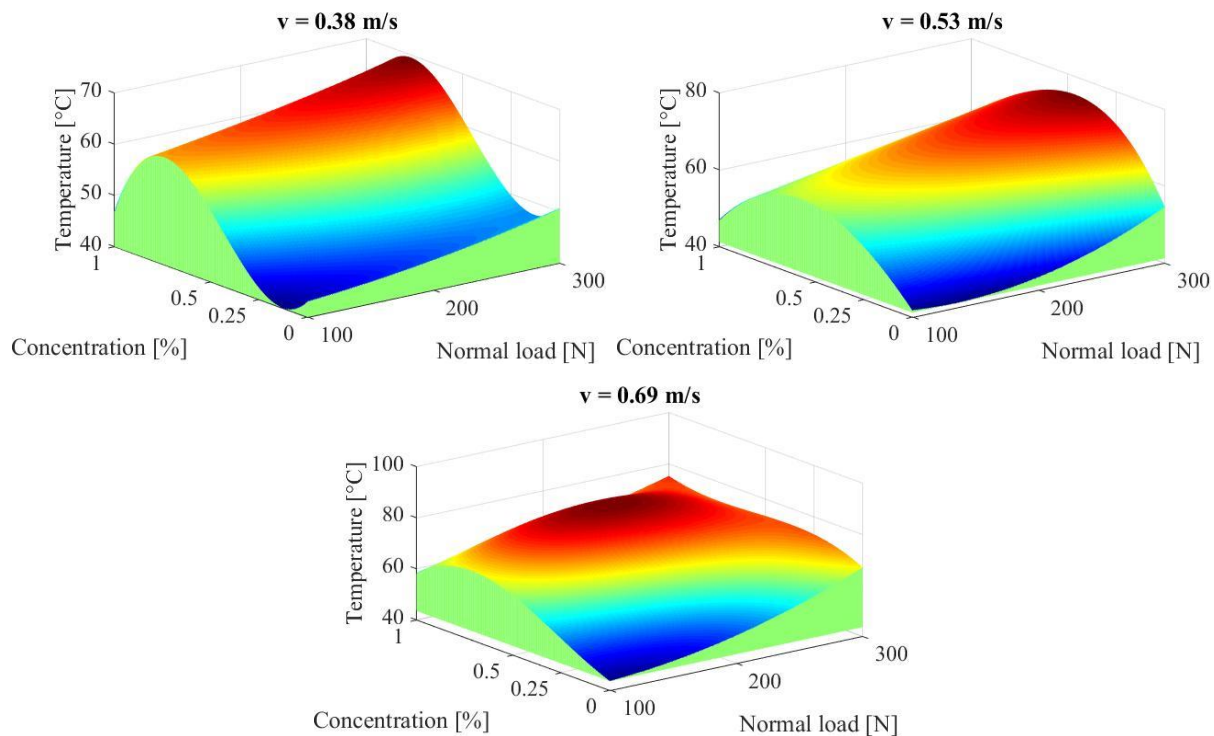 v = 0.38 m/s
Temperature [°C]
70
60
50
40
1
0.5
0.25
0
Concentration [%]
100
200
300
Normal load [N]
v = 0.53 m/s
Temperature [°C]
80
60
40
1
0.5
0.25
0
Concentration [%]
100
200
300
Normal load [N]
v = 0.69 m/s
Temperature [°C]
100
80
60
40
1
0.5
0.25
0
Concentration [%]
100
200
300
Normal load [N]